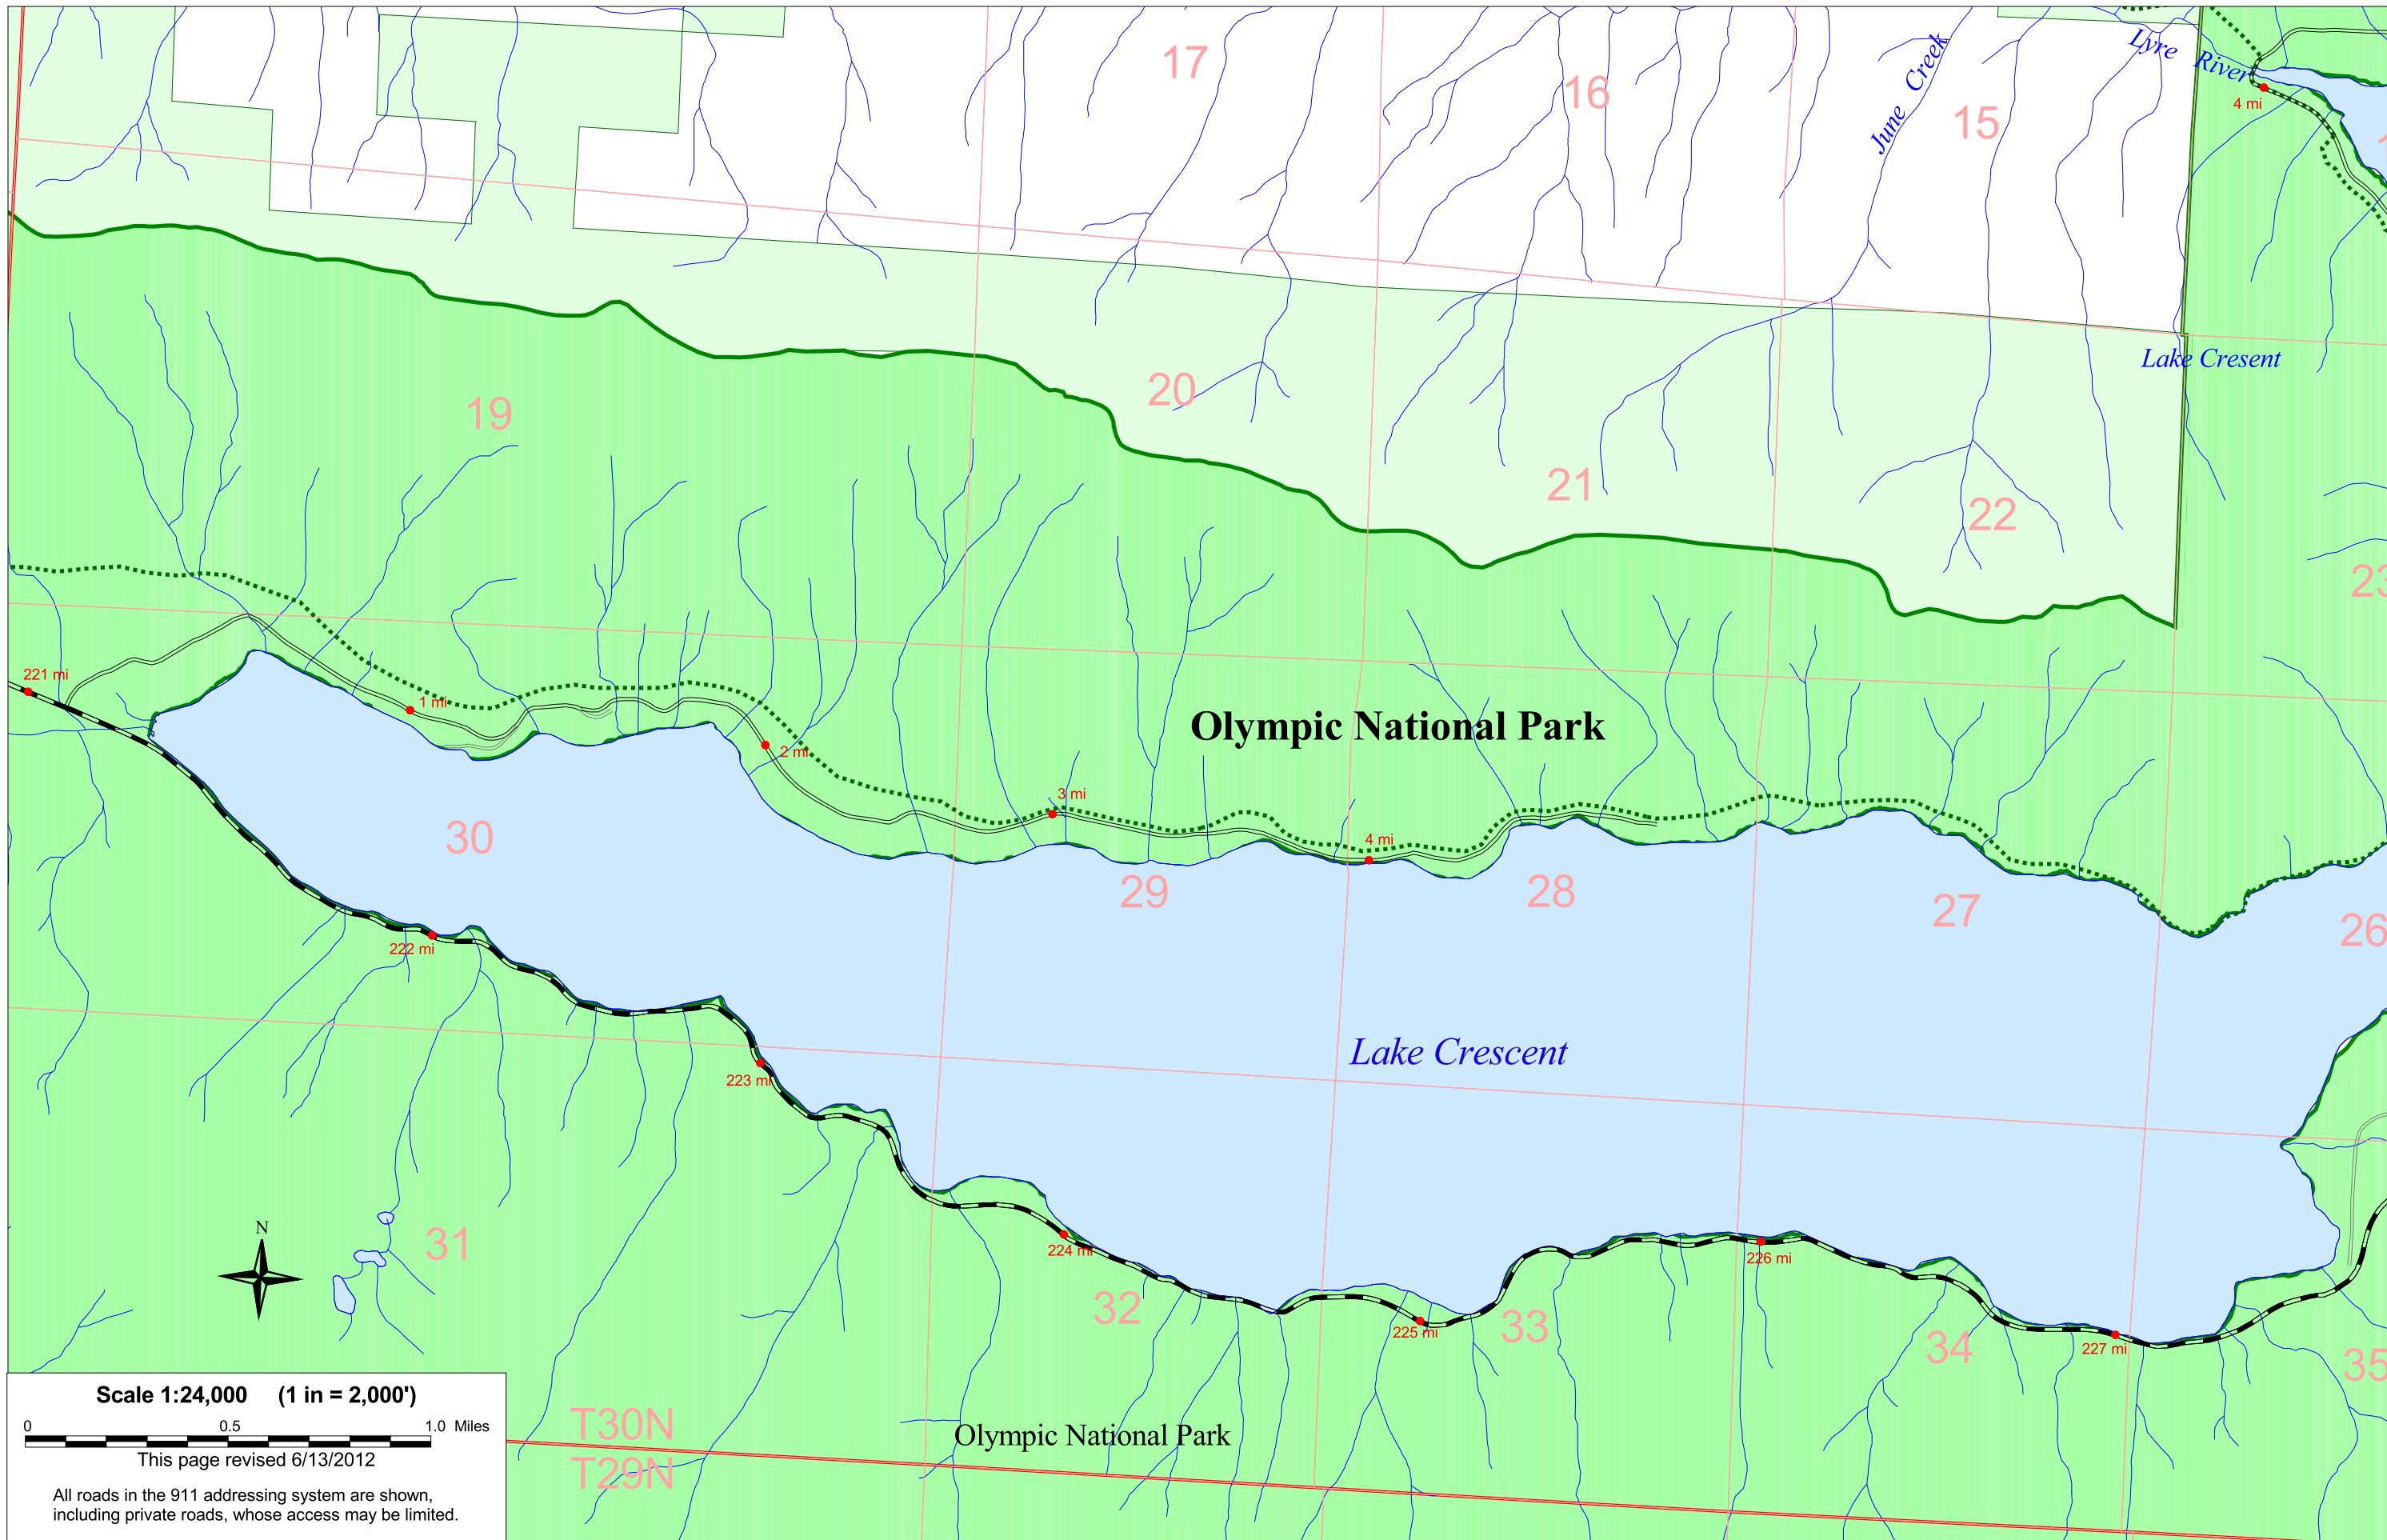 17
16
June Creek
15
Lyre River
4 mi
Lake Cresent
19
20
21
22
23
221 mi
1 mi
2 mi
Olympic National Park
3 mi
4 mi
30
29
28
27
26
222 mi
Lake Crescent
223 mi
N
31
224 mi
226 mi
32
225 mi
33
34
227 mi
35
Scale 1:24,000 (1 in = 2,000')
0 0.5 1.0 Miles
This page revised 6/13/2012
All roads in the 911 addressing system are shown,
including private roads, whose access may be limited.
T30N
Olympic National Park
T29N